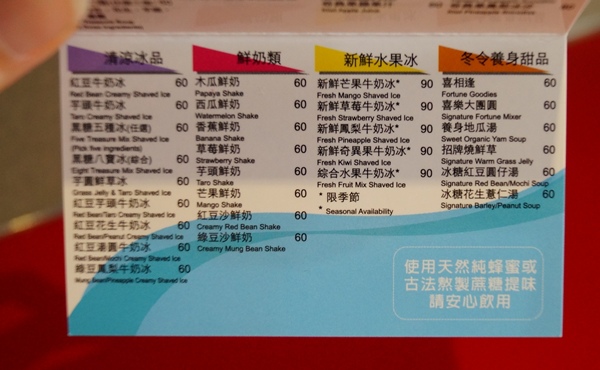 清涼冰品
紅豆牛奶冰 60
Red Bean Creamy Shaved Ice
芋頭牛奶冰 60
Taro Creamy Shaved Ice
黑糖五種冰(任選) 60
Five Treasure Mix Shaved Ice
(Pick five ingredients)
黑糖八寶冰(綜合) 60
Eight Treasure Mix Shaved Ice
芋圓鮮草冰 60
Grass Jelly & Taro Shaved Ice
紅豆芋頭牛奶冰 60
Red Bean/Taro Creamy Shaved Ice
紅豆花生牛奶冰 60
Red Bean/Peanut Creamy Shaved Ice
紅豆湯圓牛奶冰 60
Red Bean/Mochi Creamy Shaved Ice
綠豆鳳梨牛奶冰 60
Mung Bean/Pineapple Creamy Shaved Ice
鮮奶類
木瓜鮮奶 60
Papaya Shake
西瓜鮮奶 60
Watermelon Shake
香蕉鮮奶 60
Banana Shake
草莓鮮奶 60
Strawberry Shake
芋頭鮮奶 60
Taro Shake
芒果鮮奶 60
Mango Shake
紅豆沙鮮奶 60
Creamy Red Bean Shake
綠豆沙鮮奶 60
Creamy Mung Bean Shake
新鮮水果冰
新鮮芒果牛奶冰* 90
Fresh Mango Shaved Ice
新鮮草莓牛奶冰* 90
Fresh Strawberry Shaved Ice
新鮮鳳梨牛奶冰* 90
Fresh Pineapple Shaved Ice
新鮮奇異果牛奶冰* 90
Fresh Kiwi Shaved Ice
綜合水果牛奶冰* 90
Fresh Fruit Mix Shaved Ice
* 限季節
* Seasonal Availability
冬令養身甜品
喜相逢 60
Fortune Goodies
喜樂大團圓 60
Signature Fortune Mixer
養身地瓜湯 60
Sweet Organic Yam Soup
招牌燒鮮草 60
Signature Warm Grass Jelly
冰糖紅豆圓仔湯 60
Signature Red Bean/Mochi Soup
冰糖花生薏仁湯 60
Signature Barley/Peanut Soup
使用天然純蜂蜜或
古法熬製蔗糖提味
請安心飲用